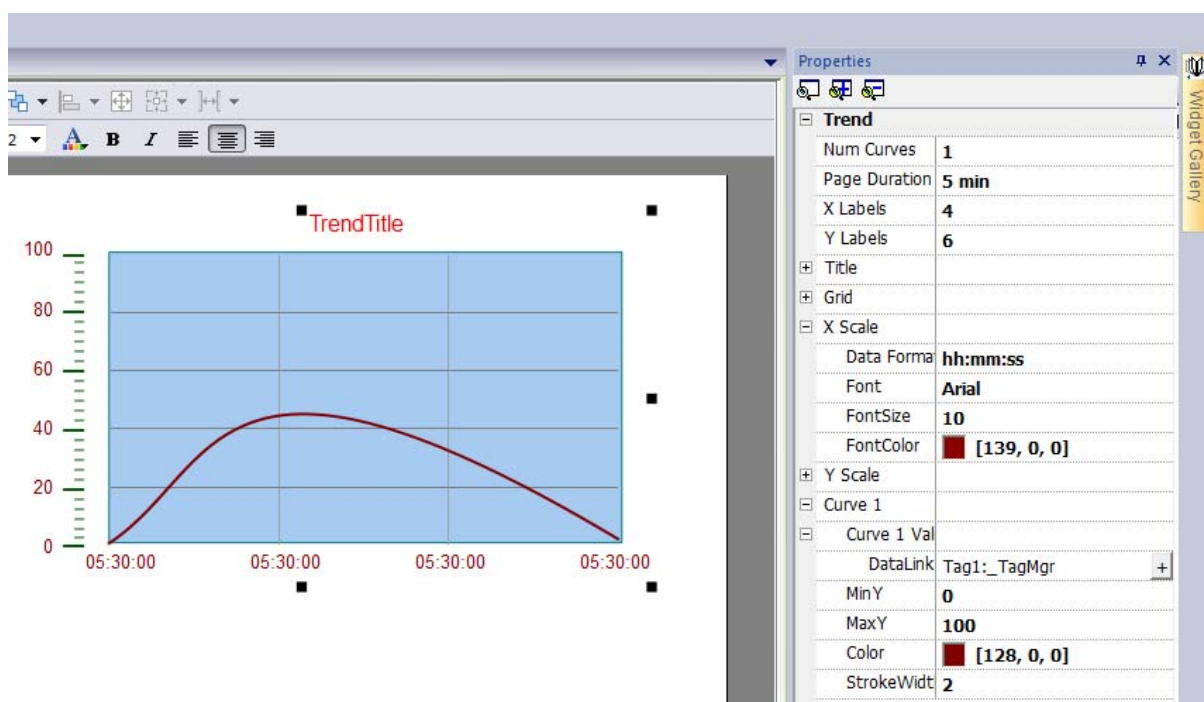 Properties
2 B I
Widget Gallery
Trend
Num Curves 1
Page Duration 5 min
X Labels 4
Y Labels 6
Title
Grid
X Scale
Data Forma hh:mm:ss
Font Arial
FontSize 10
FontColor [139, 0, 0]
Y Scale
Curve 1
Curve 1 Val
DataLink Tag1:_TagMgr +
MinY 0
MaxY 100
Color [128, 0, 0]
StrokeWidt 2
TrendTitle
100
80
60
40
20
0
05:30:00 05:30:00 05:30:00 05:30:00